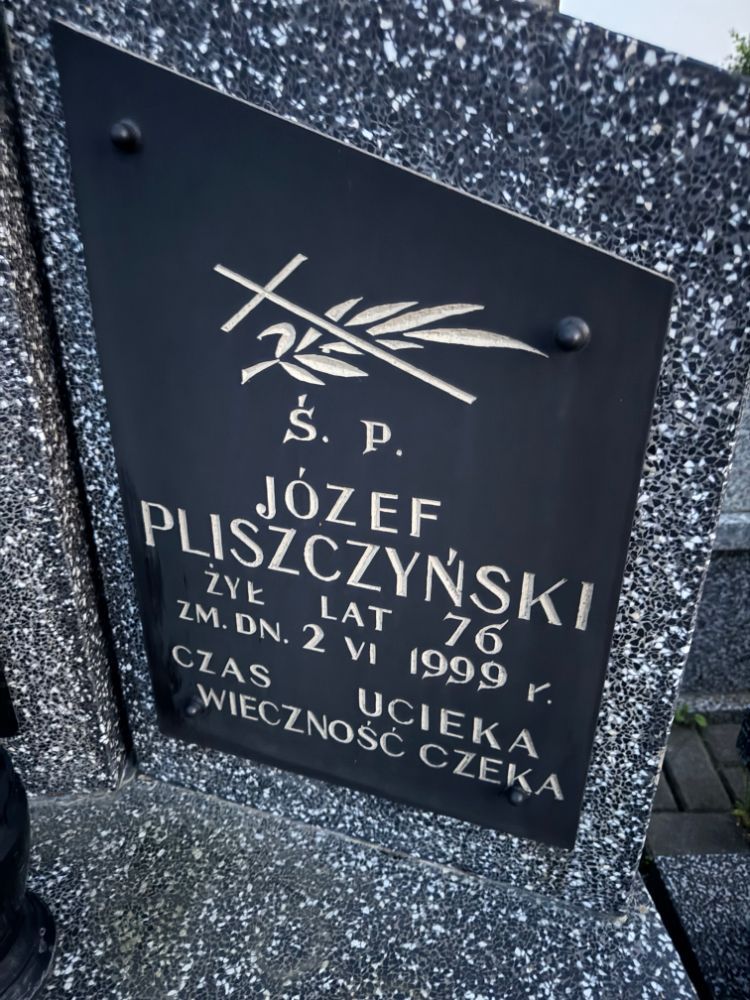 Ś. P.
JÓZEF
PLISZCZYŃSKI
ŻYŁ LAT 76
ZM. DN. 2 VI 1999 r.
CZAS UCIEKA
WIECZNOŚĆ CZEKA